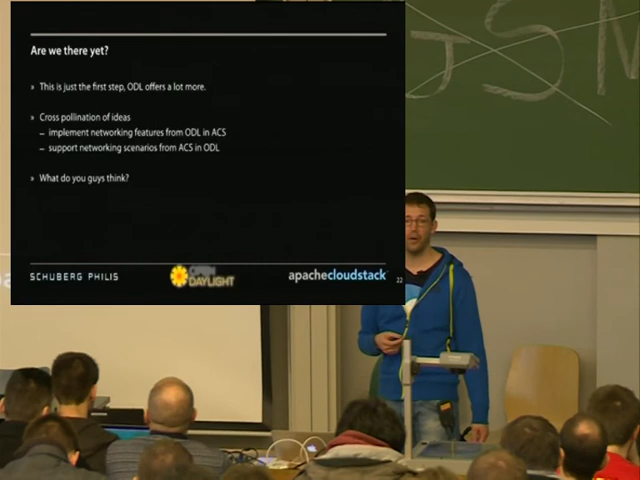 Are we there yet?
» This is just the first step, ODL offers a lot more.
» Cross pollination of ideas
– implement networking features from ODL in ACS
– support networking scenarios from ACS in ODL
» What do you guys think?
SCHUBERG PHILIS
OPEN
DAYLIGHT
apachecloudstack
22
JSM